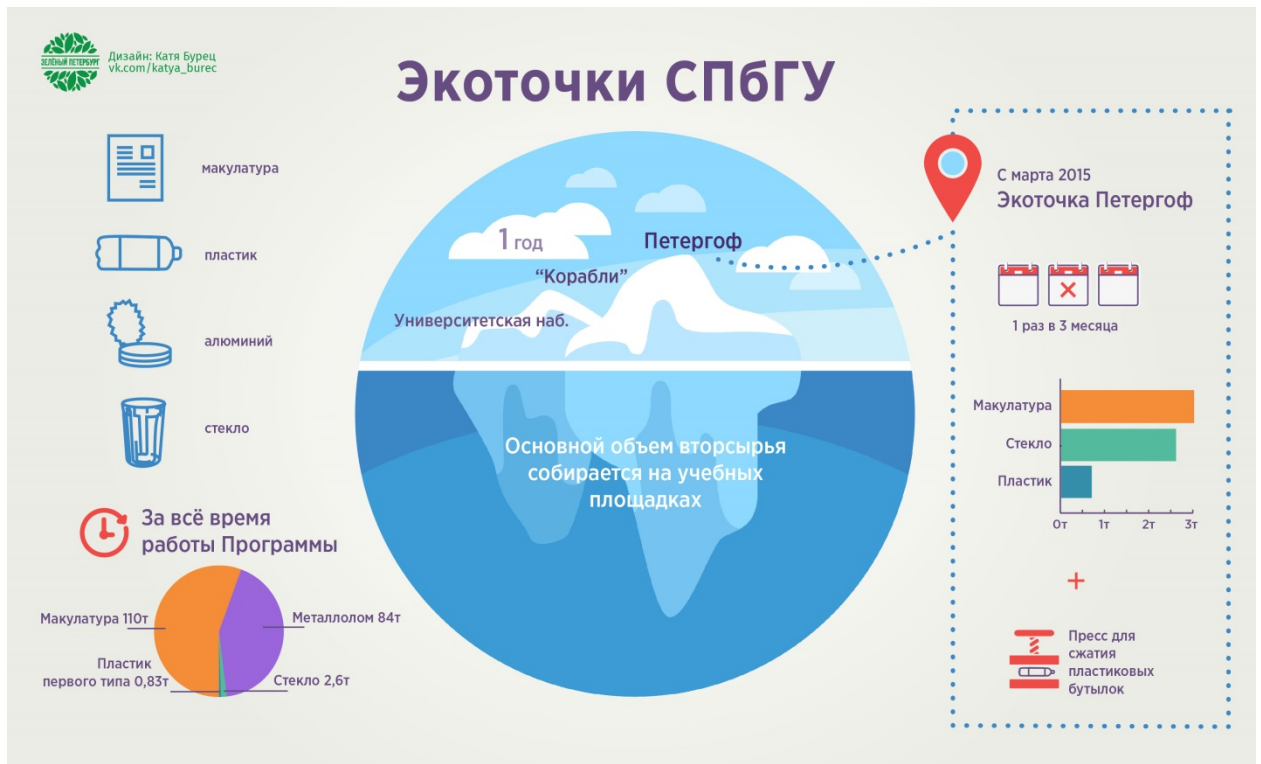 ЗЕЛЁНЫЙ ПЕТЕРБУРГ
Дизайн: Катя Бурец
vk.com/katya_burec
Экоточки СПбГУ
макулатура
пластик
алюминий
стекло
За всё время
работы Программы
Макулатура 110т
Металлолом 84т
Пластик
первого типа 0,83т
Стекло 2,6т
1 год
Петергоф
“Корабли”
Университетская наб.
Основной объем вторсырья
собирается на учебных
площадках
С марта 2015
Экоточка Петергоф
1 раз в 3 месяца
Макулатура
Стекло
Пластик
0т 1т 2т 3т
+
Пресс для
сжатия
пластиковых
бутылок